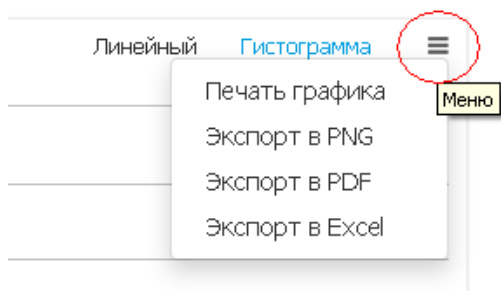 Линейный Гистограмма
Печать графика
Меню
Экспорт в PNG
Экспорт в PDF
Экспорт в Excel